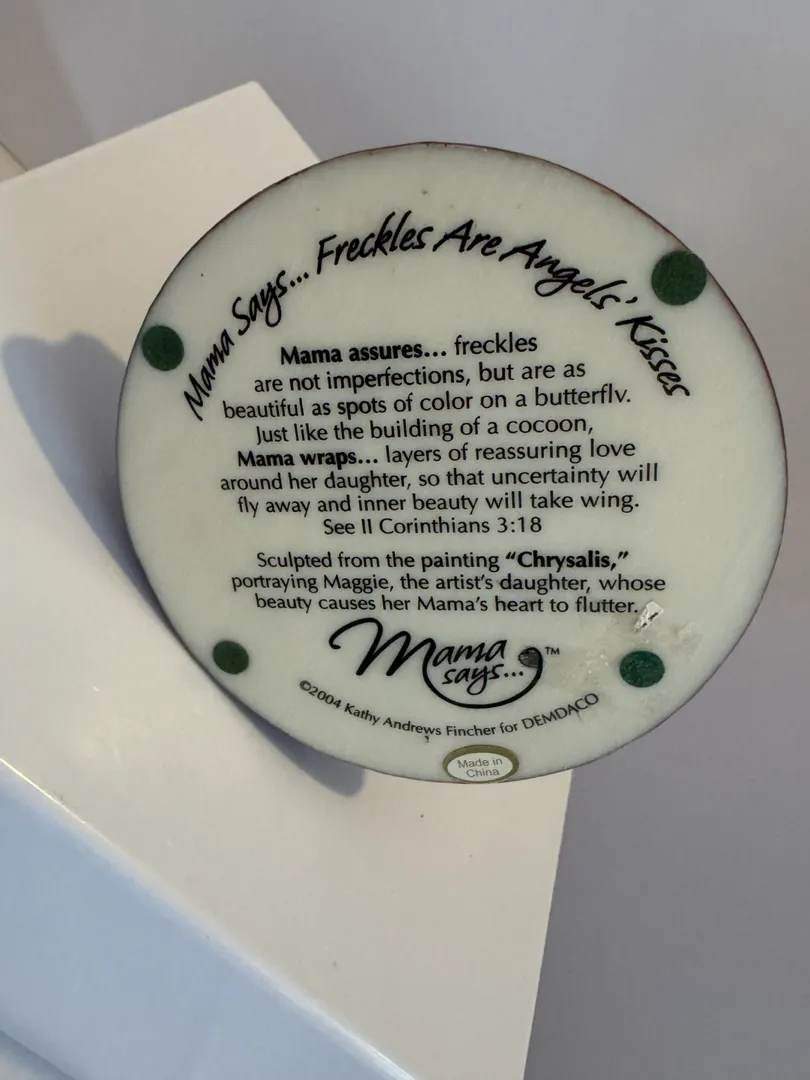 Mama Says... Freckles Are Angels' Kisses
Mama assures... freckles
are not imperfections, but are as
beautiful as spots of color on a butterfly.
Just like the building of a cocoon,
Mama wraps... layers of reassuring love
around her daughter, so that uncertainty will
fly away and inner beauty will take wing.
See II Corinthians 3:18
Sculpted from the painting “Chrysalis,”
portraying Maggie, the artist's daughter, whose
beauty causes her Mama's heart to flutter.
Mama
says... ™
©2004 Kathy Andrews Fincher for DEMDACO
Made in
China